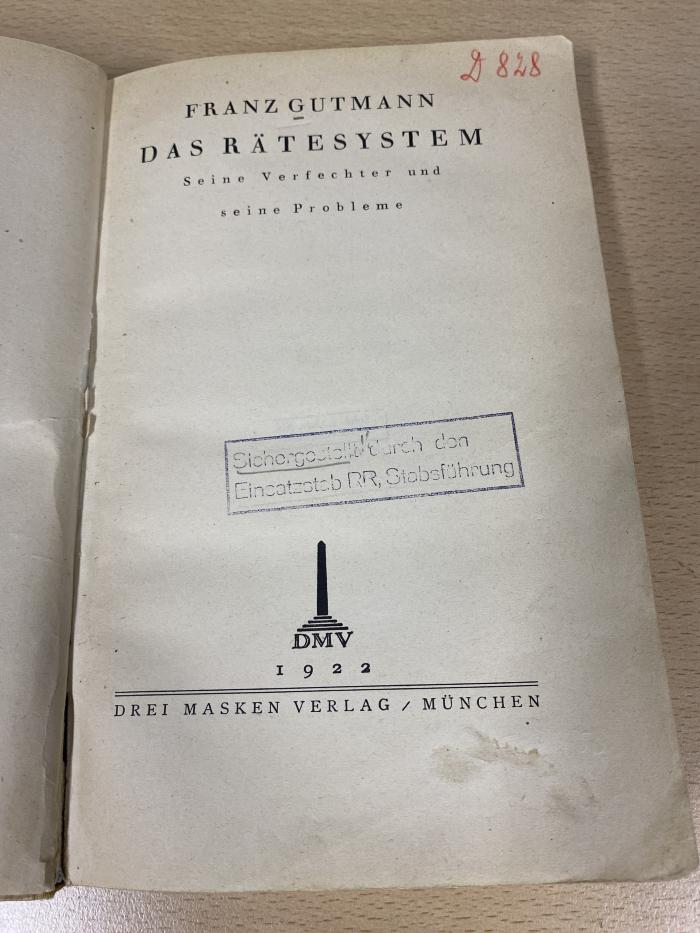 D 828
FRANZ GUTMANN
DAS RÄTESYSTEM
Seine Verfechter und
seine Probleme
Sichergestellt durch den
Einsatzstab RR, Stabsführung
DMV
1922
DREI MASKEN VERLAG / MÜNCHEN